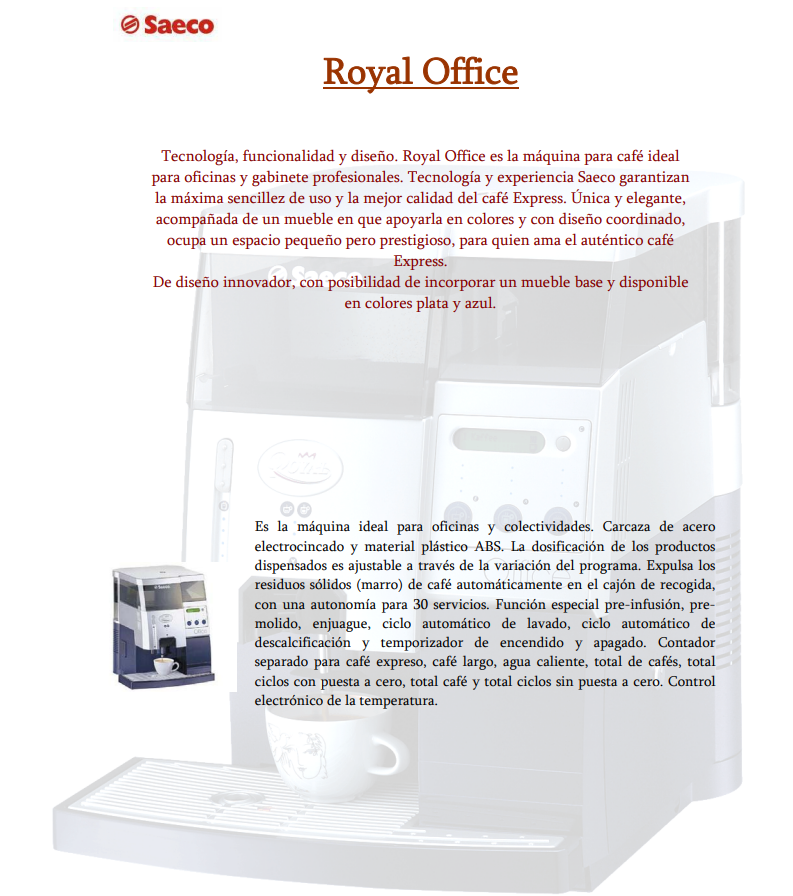 Saeco
Royal Office
Tecnología, funcionalidad y diseño. Royal Office es la máquina para café ideal
para oficinas y gabinete profesionales. Tecnología y experiencia Saeco garantizan
la máxima sencillez de uso y la mejor calidad del café Express. Única y elegante,
acompañada de un mueble en que apoyarla en colores y con diseño coordinado,
ocupa un espacio pequeño pero prestigioso, para quien ama el auténtico café
Express.
Saeco
De diseño innovador, con posibilidad de incorporar un mueble base y disponible
en colores plata y azul.
Es la máquina ideal para oficinas y colectividades. Carcaza de acero
electrocincado y material plástico ABS. La dosificación de los productos
dispensados es ajustable a través de la variación del programa. Expulsa los
residuos sólidos (marro) de café automáticamente en el cajón de recogida,
con una autonomía para 30 servicios. Función especial pre-infusión, pre-
molido, enjuague, ciclo automático de lavado, ciclo automático de
descalcificación y temporizador de encendido y apagado. Contador
separado para café expreso, café largo, agua caliente, total de cafés, total
ciclos con puesta a cero, total café y total ciclos sin puesta a cero. Control
electrónico de la temperatura.
Saeco